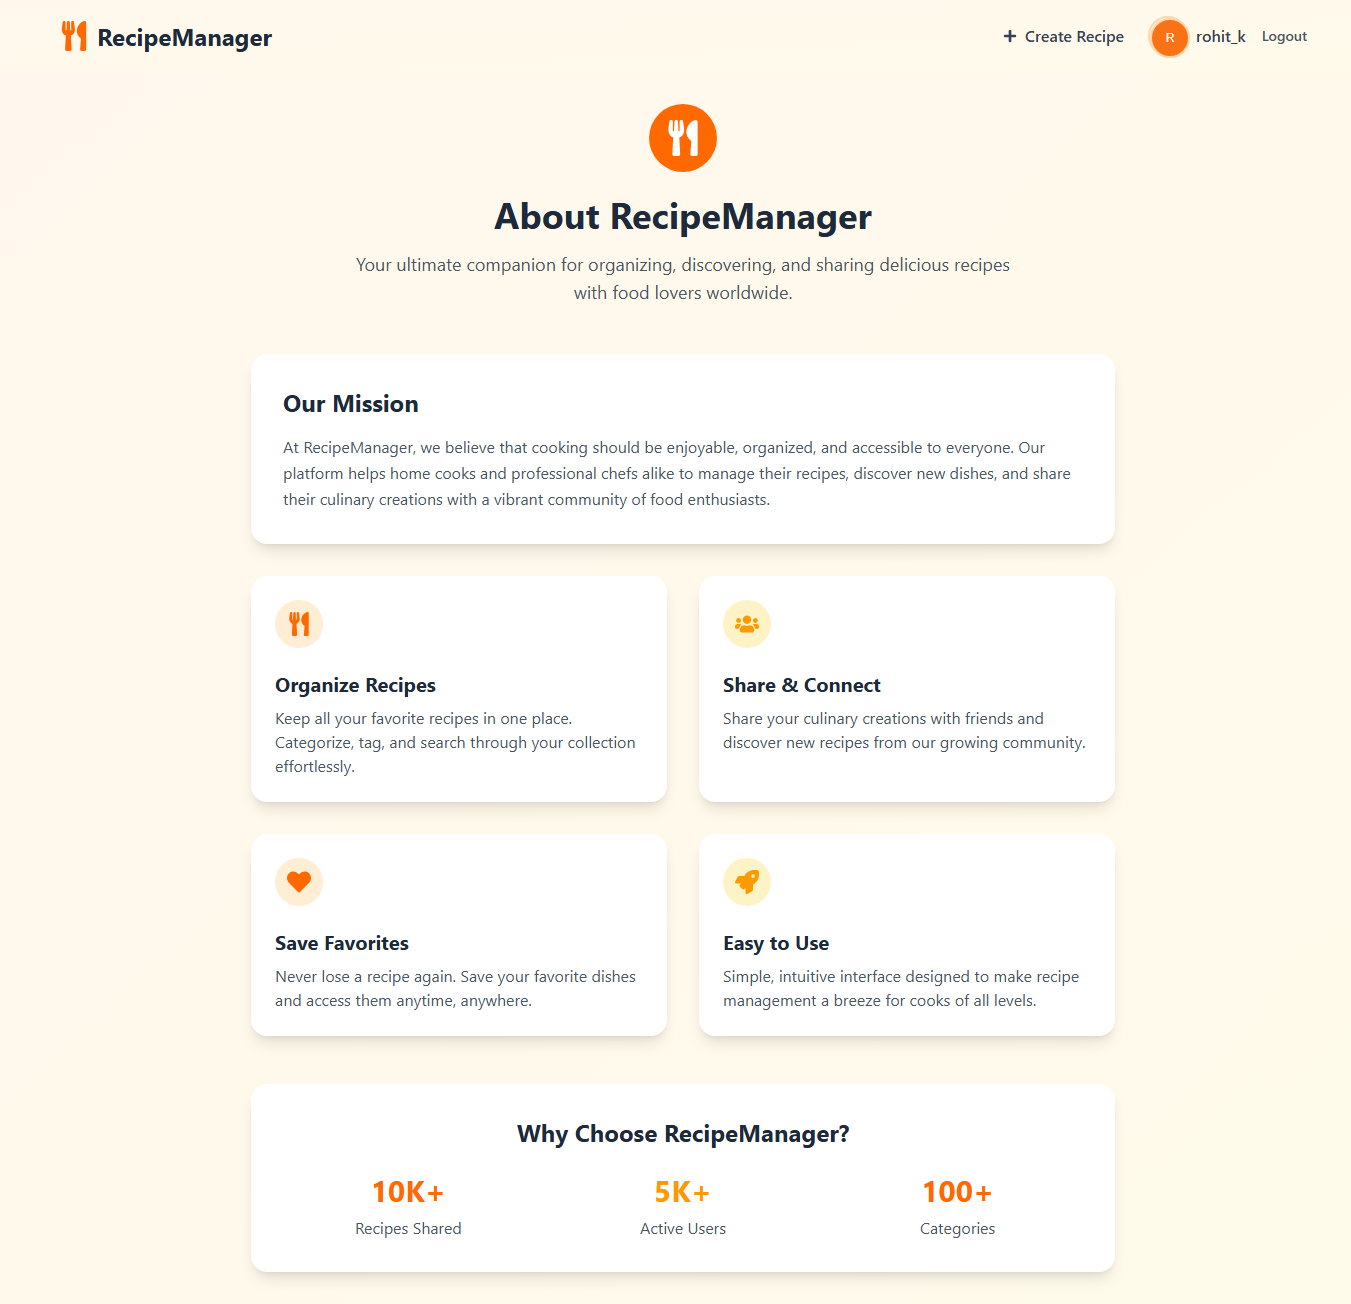 RecipeManager
Create Recipe
R
rohit_k
Logout
About RecipeManager
Your ultimate companion for organizing, discovering, and sharing delicious recipes
with food lovers worldwide.
Our Mission
At RecipeManager, we believe that cooking should be enjoyable, organized, and accessible to everyone. Our
platform helps home cooks and professional chefs alike to manage their recipes, discover new dishes, and share
their culinary creations with a vibrant community of food enthusiasts.
Organize Recipes
Keep all your favorite recipes in one place.
Categorize, tag, and search through your collection
effortlessly.
Share & Connect
Share your culinary creations with friends and
discover new recipes from our growing community.
Save Favorites
Never lose a recipe again. Save your favorite dishes
and access them anytime, anywhere.
Easy to Use
Simple, intuitive interface designed to make recipe
management a breeze for cooks of all levels.
Why Choose RecipeManager?
10K+
Recipes Shared
5K+
Active Users
100+
Categories